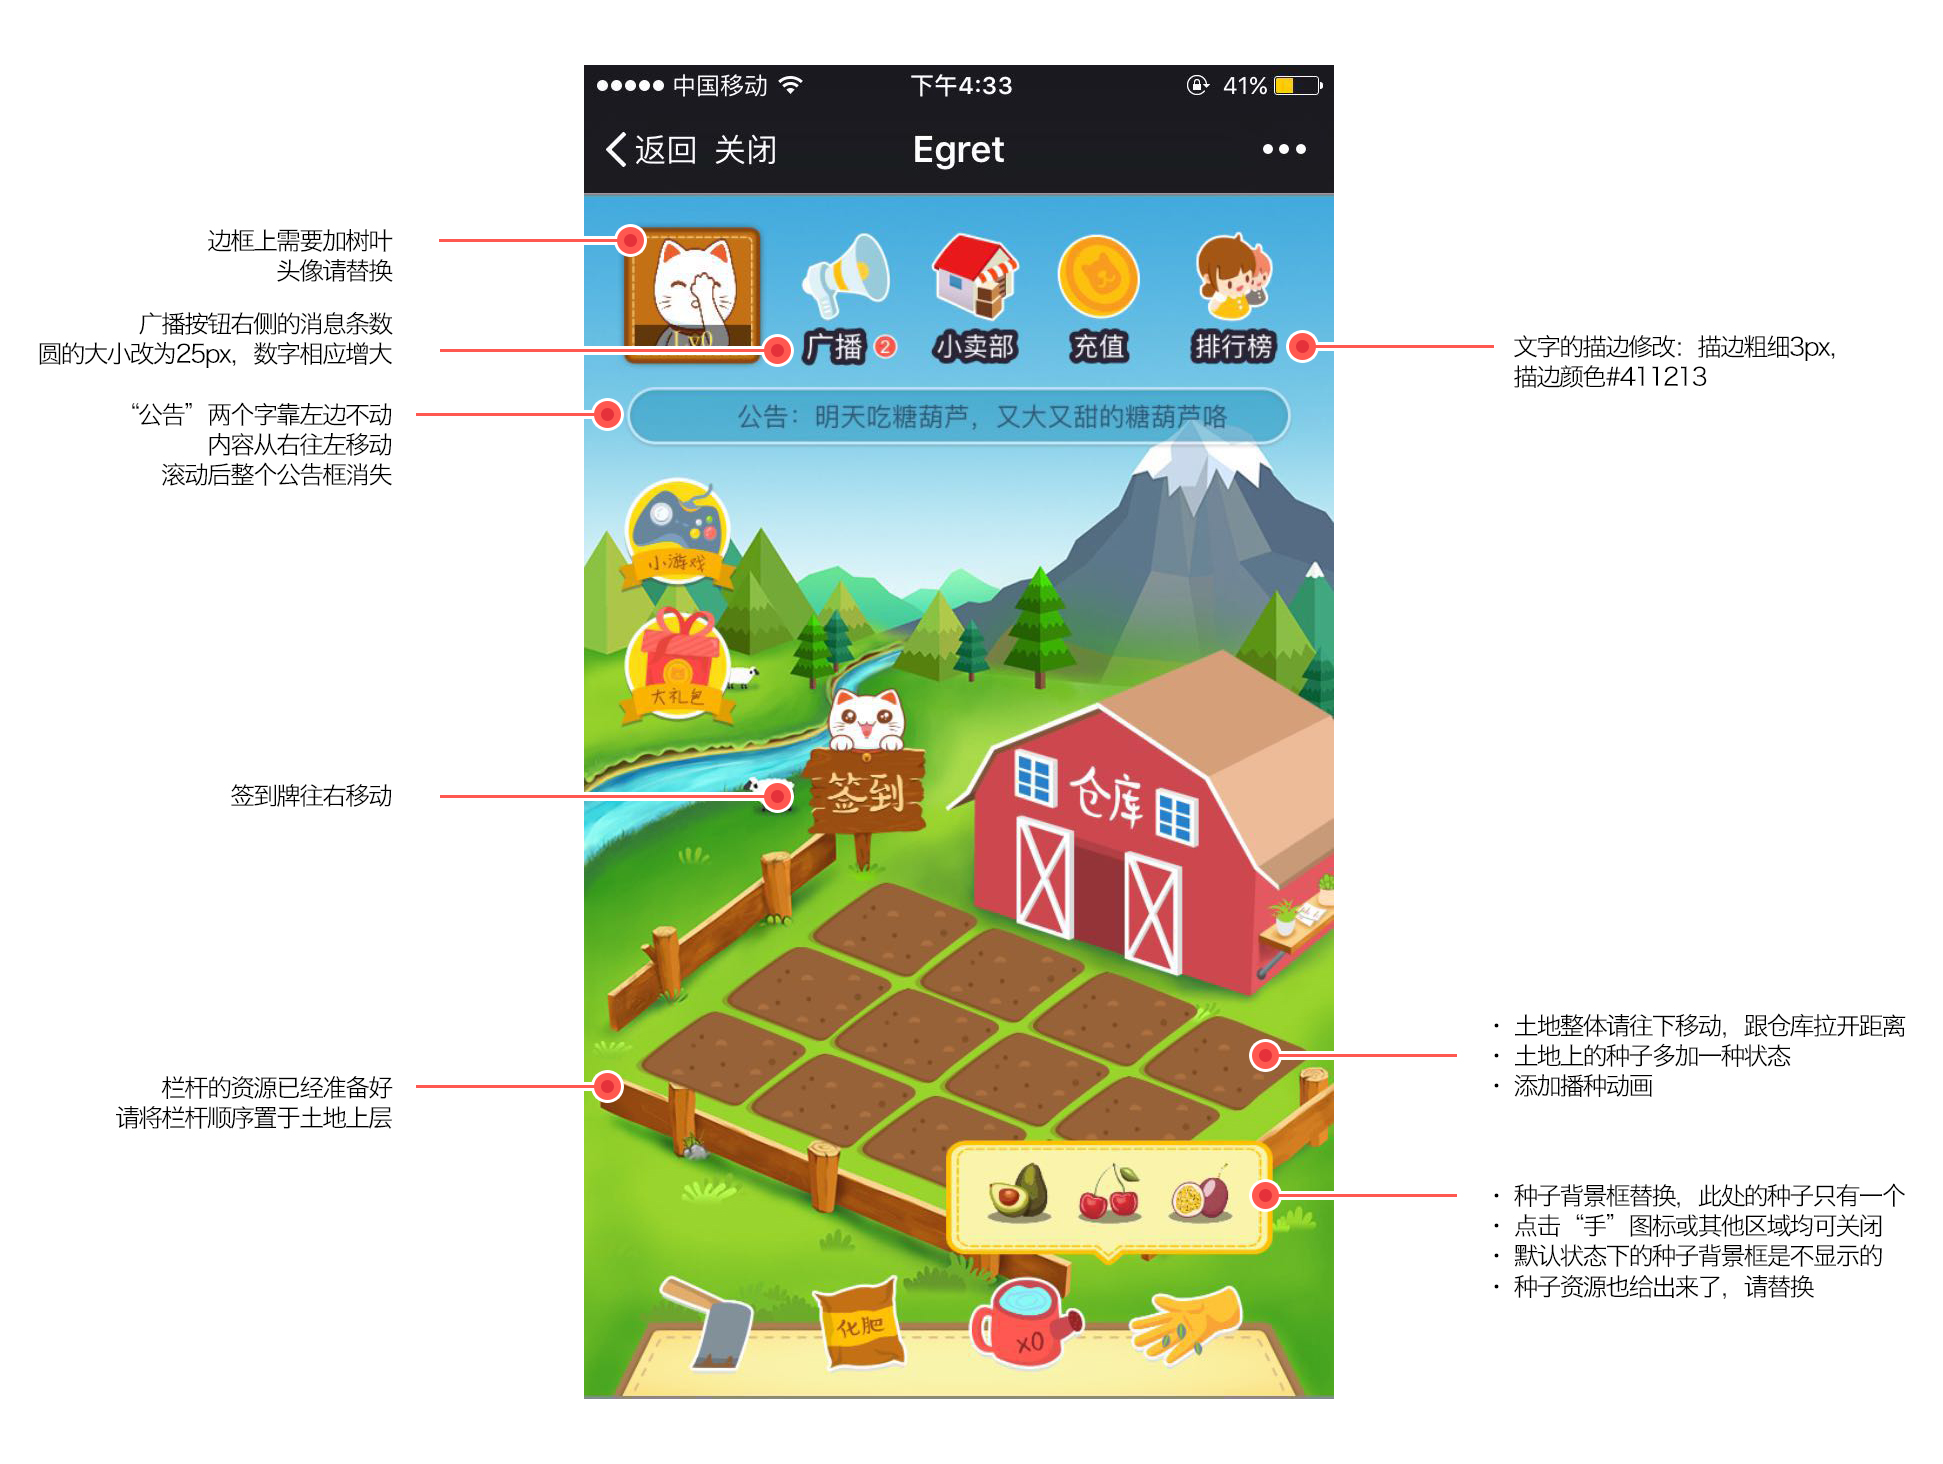 中国移动 下午4:33 41%
返回 关闭 Egret
边框上需要加树叶
头像请替换
Lv0
广播按钮右侧的消息条数
圆的大小改为25px，数字相应增大
广播 2 小卖部 充值 排行榜
文字的描边修改：描边粗细3px，
描边颜色#411213
“公告”两个字靠左边不动
内容从右往左移动
滚动后整个公告框消失
公告：明天吃糖葫芦，又大又甜的糖葫芦咯
小游戏
大礼包
签到牌往右移动
签到
仓库
· 土地整体请往下移动，跟仓库拉开距离
· 土地上的种子多加一种状态
· 添加播种动画
栏杆的资源已经准备好
请将栏杆顺序置于土地上层
· 种子背景框替换，此处的种子只有一个
· 点击“手”图标或其他区域均可关闭
· 默认状态下的种子背景框是不显示的
· 种子资源也给出来了，请替换
化肥
x0